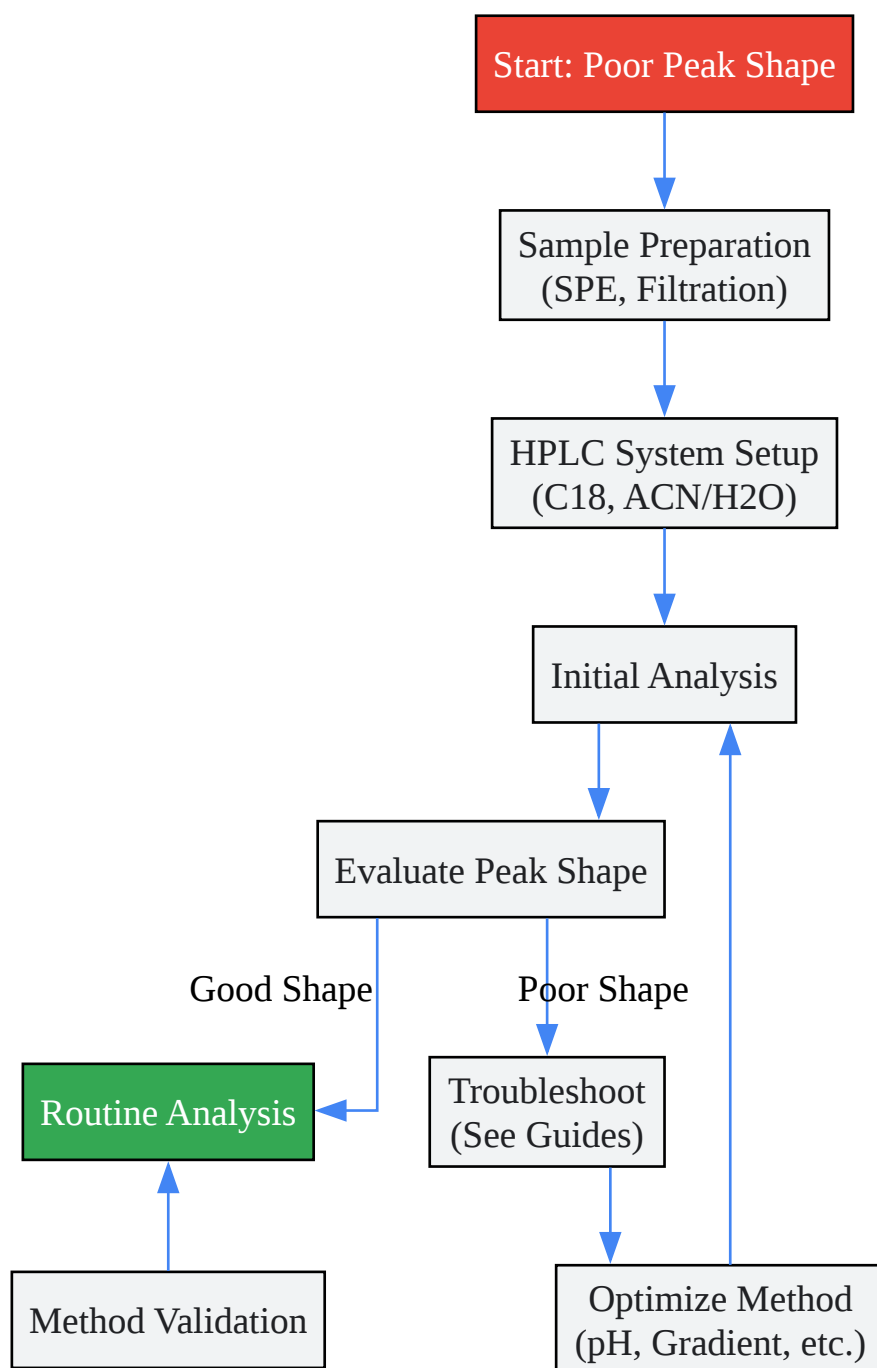 Start: Poor Peak Shape
Sample Preparation
(SPE, Filtration)
HPLC System Setup
(C18, ACN/H2O)
Initial Analysis
Evaluate Peak Shape
Good Shape
Poor Shape
Routine Analysis
Troubleshoot
(See Guides)
Method Validation
Optimize Method
(pH, Gradient, etc.)